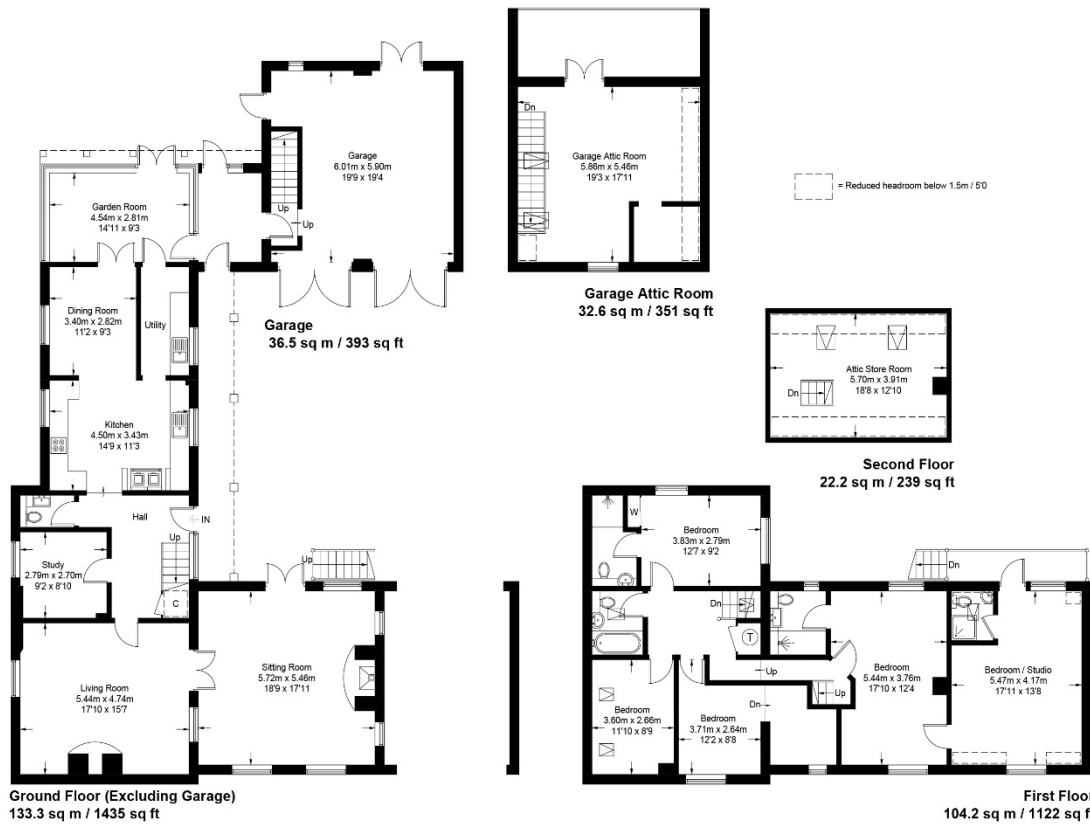 Garage
6.01m x 5.90m
19'9 x 19'4
Up
Up
Garden Room
4.54m x 2.81m
14'11 x 9'3
Dining Room
3.40m x 2.82m
11'2 x 9'3
Utility
Garage
36.5 sq m / 393 sq ft
Kitchen
4.50m x 3.43m
14'9 x 11'3
Hall
IN
Up
Study
2.79m x 2.70m
9'2 x 8'10
C
Up
Living Room
5.44m x 4.74m
17'10 x 15'7
Sitting Room
5.72m x 5.46m
18'9 x 17'11
Ground Floor (Excluding Garage)
133.3 sq m / 1435 sq ft
Dn
Garage Attic Room
5.86m x 5.46m
19'3 x 17'11
Garage Attic Room
32.6 sq m / 351 sq ft
= Reduced headroom below 1.5m / 5'0
Attic Store Room
5.70m x 3.91m
18'8 x 12'10
Dn
Second Floor
22.2 sq m / 239 sq ft
W
Bedroom
3.83m x 2.79m
12'7 x 9'2
Dn
T
Dn
Up
Up
Dn
Bedroom
5.44m x 3.76m
17'10 x 12'4
Bedroom / Studio
5.47m x 4.17m
17'11 x 13'8
Bedroom
3.60m x 2.66m
11'10 x 8'9
Bedroom
3.71m x 2.64m
12'2 x 8'8
First Floor
104.2 sq m / 1122 sq ft